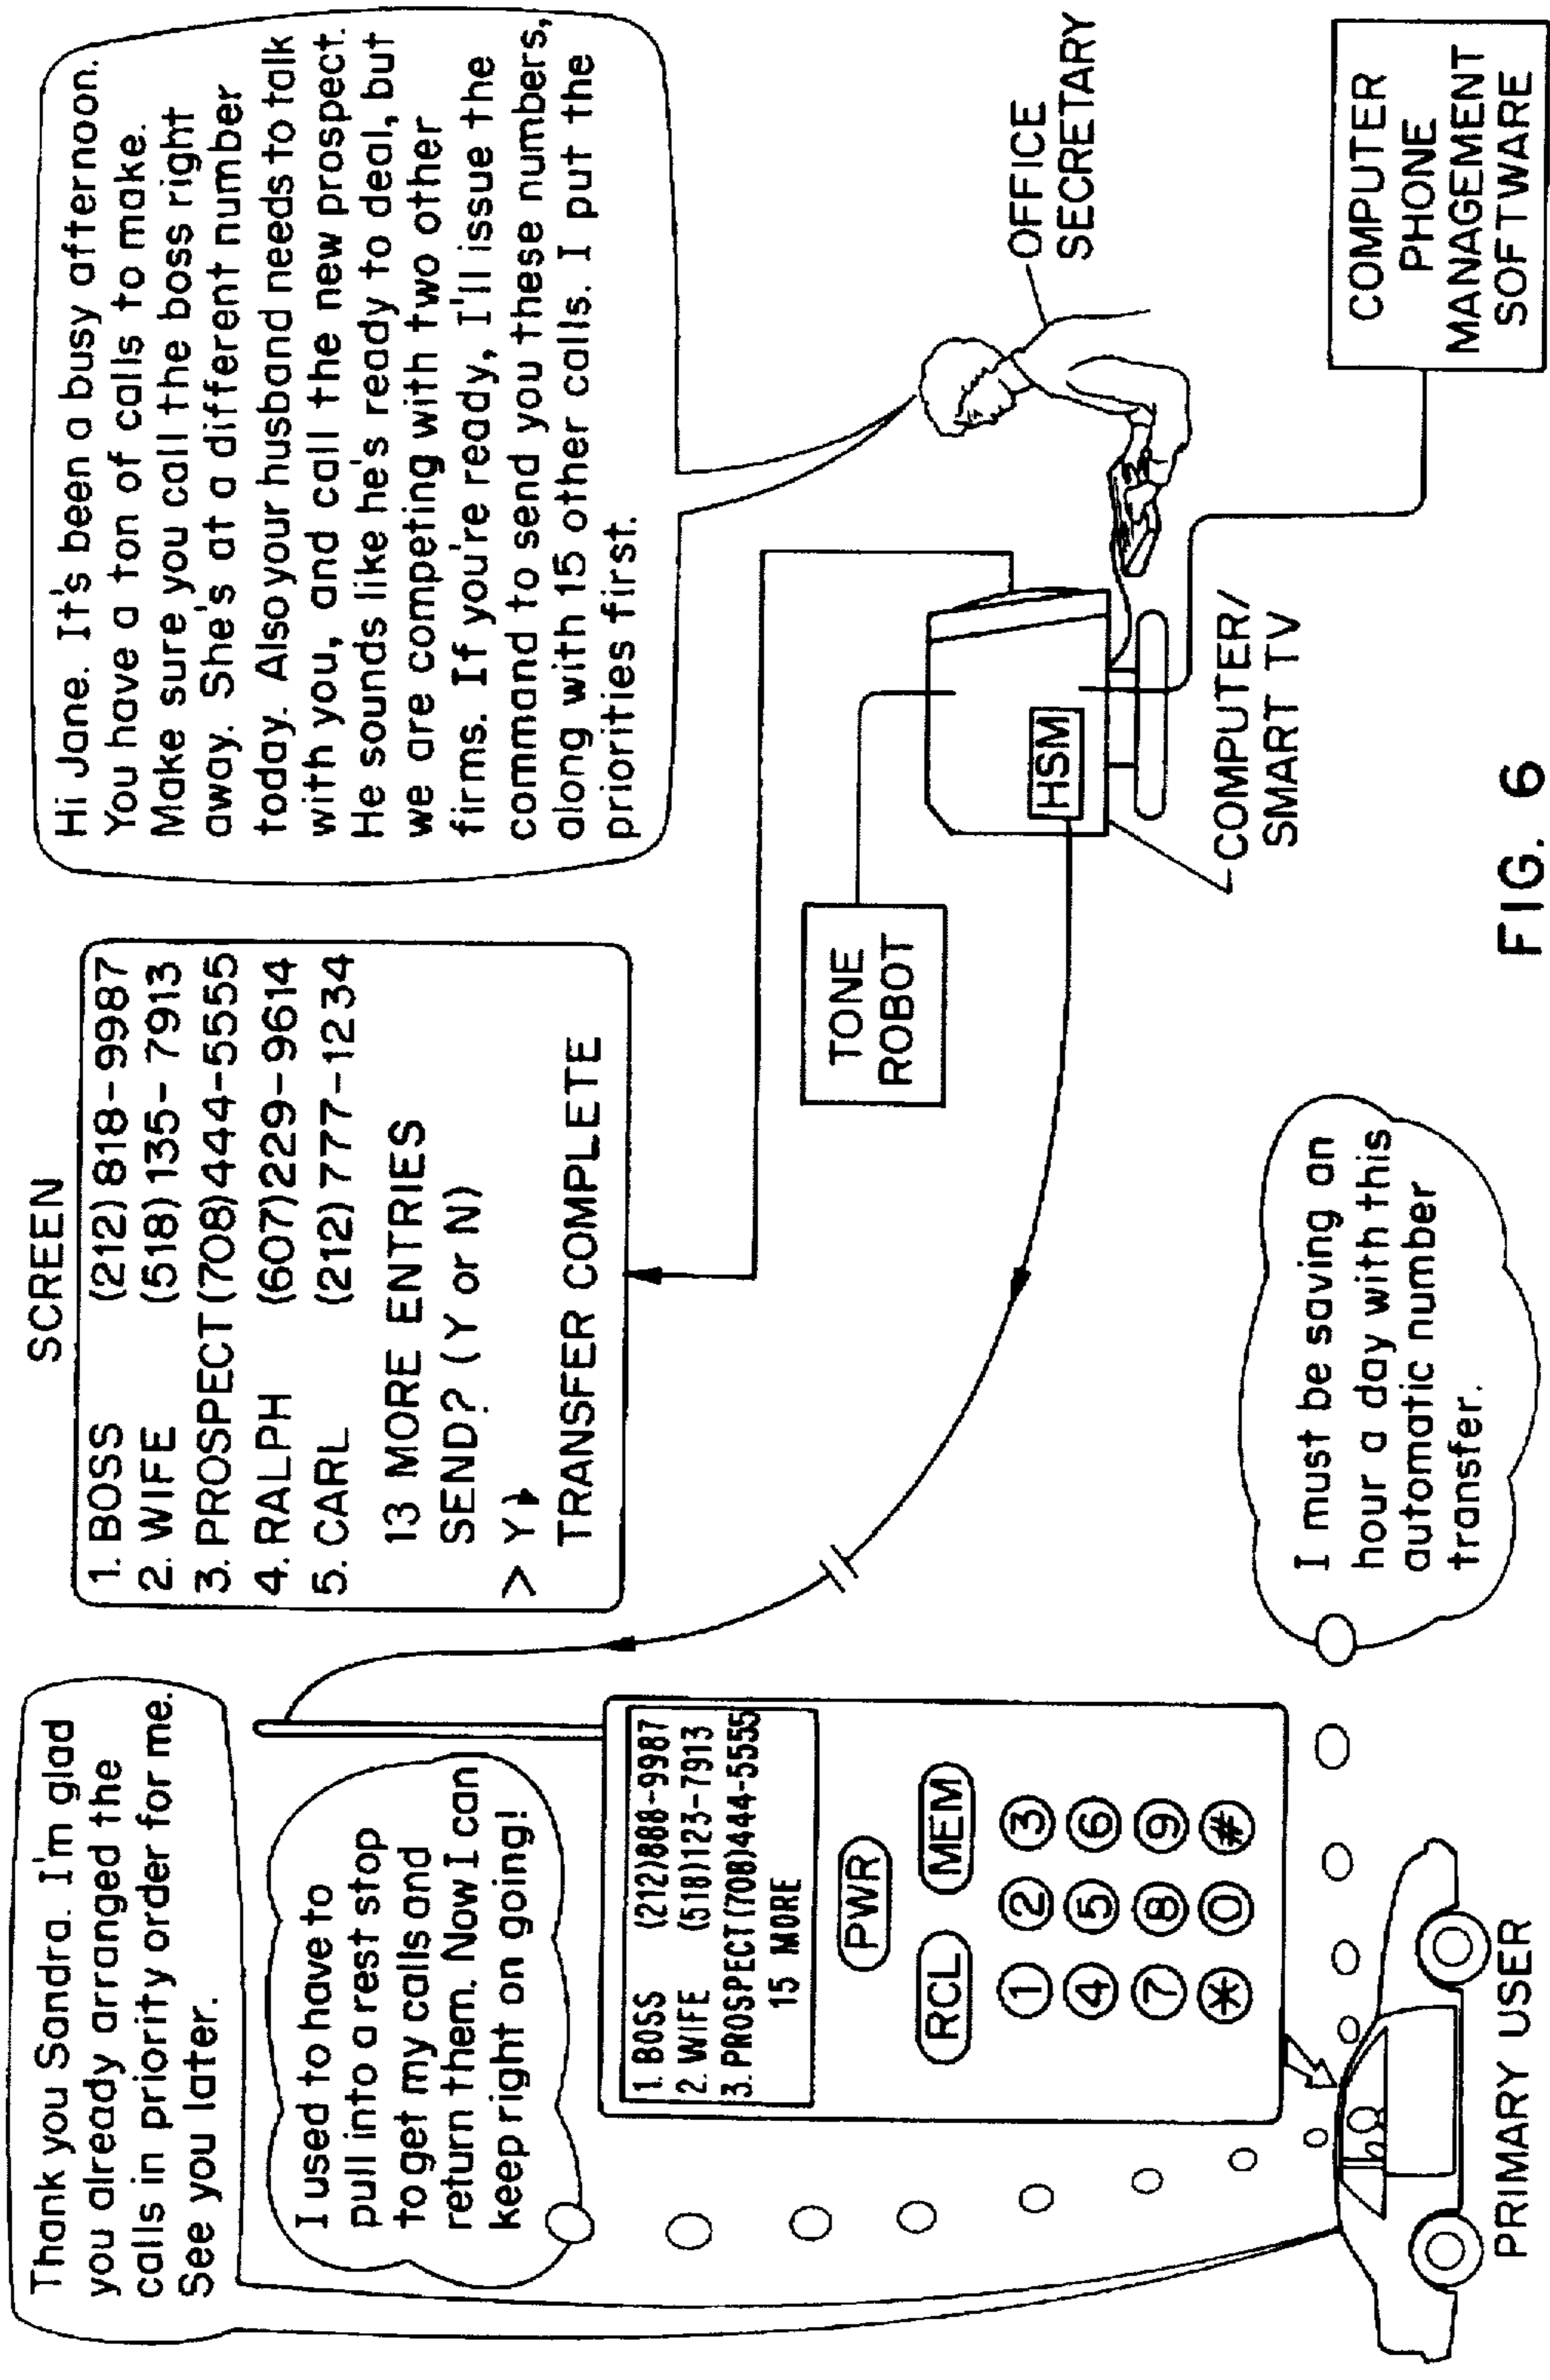 Thank you Sandra. I'm glad
you already arranged the
calls in priority order for me.
See you later.
I used to have to
pull into a rest stop
to get my calls and
return them. Now I can
keep right on going!
1. BOSS (212)888-9987
2. WIFE (518)123-7913
3. PROSPECT (708)444-5555
15 MORE
PWR
RCL MEM
1 2 3
4 5 6
7 8 9
* 0 #
PRIMARY USER
SCREEN
1. BOSS (212)818-9987
2. WIFE (518)135-7913
3. PROSPECT (708)444-5555
4. RALPH (607)229-9614
5. CARL (212)777-1234
13 MORE ENTRIES
SEND? (Y or N)
> Y
TRANSFER COMPLETE
I must be saving an
hour a day with this
automatic number
transfer.
Hi Jane. It's been a busy afternoon.
You have a ton of calls to make.
Make sure you call the boss right
away. She's at a different number
today. Also your husband needs to talk
with you, and call the new prospect.
He sounds like he's ready to deal, but
we are competing with two other
firms. If you're ready, I'll issue the
command to send you these numbers,
along with 15 other calls. I put the
priorities first.
TONE
ROBOT
HSM
COMPUTER/
SMART TV
OFFICE
SECRETARY
COMPUTER
PHONE
MANAGEMENT
SOFTWARE
FIG. 6